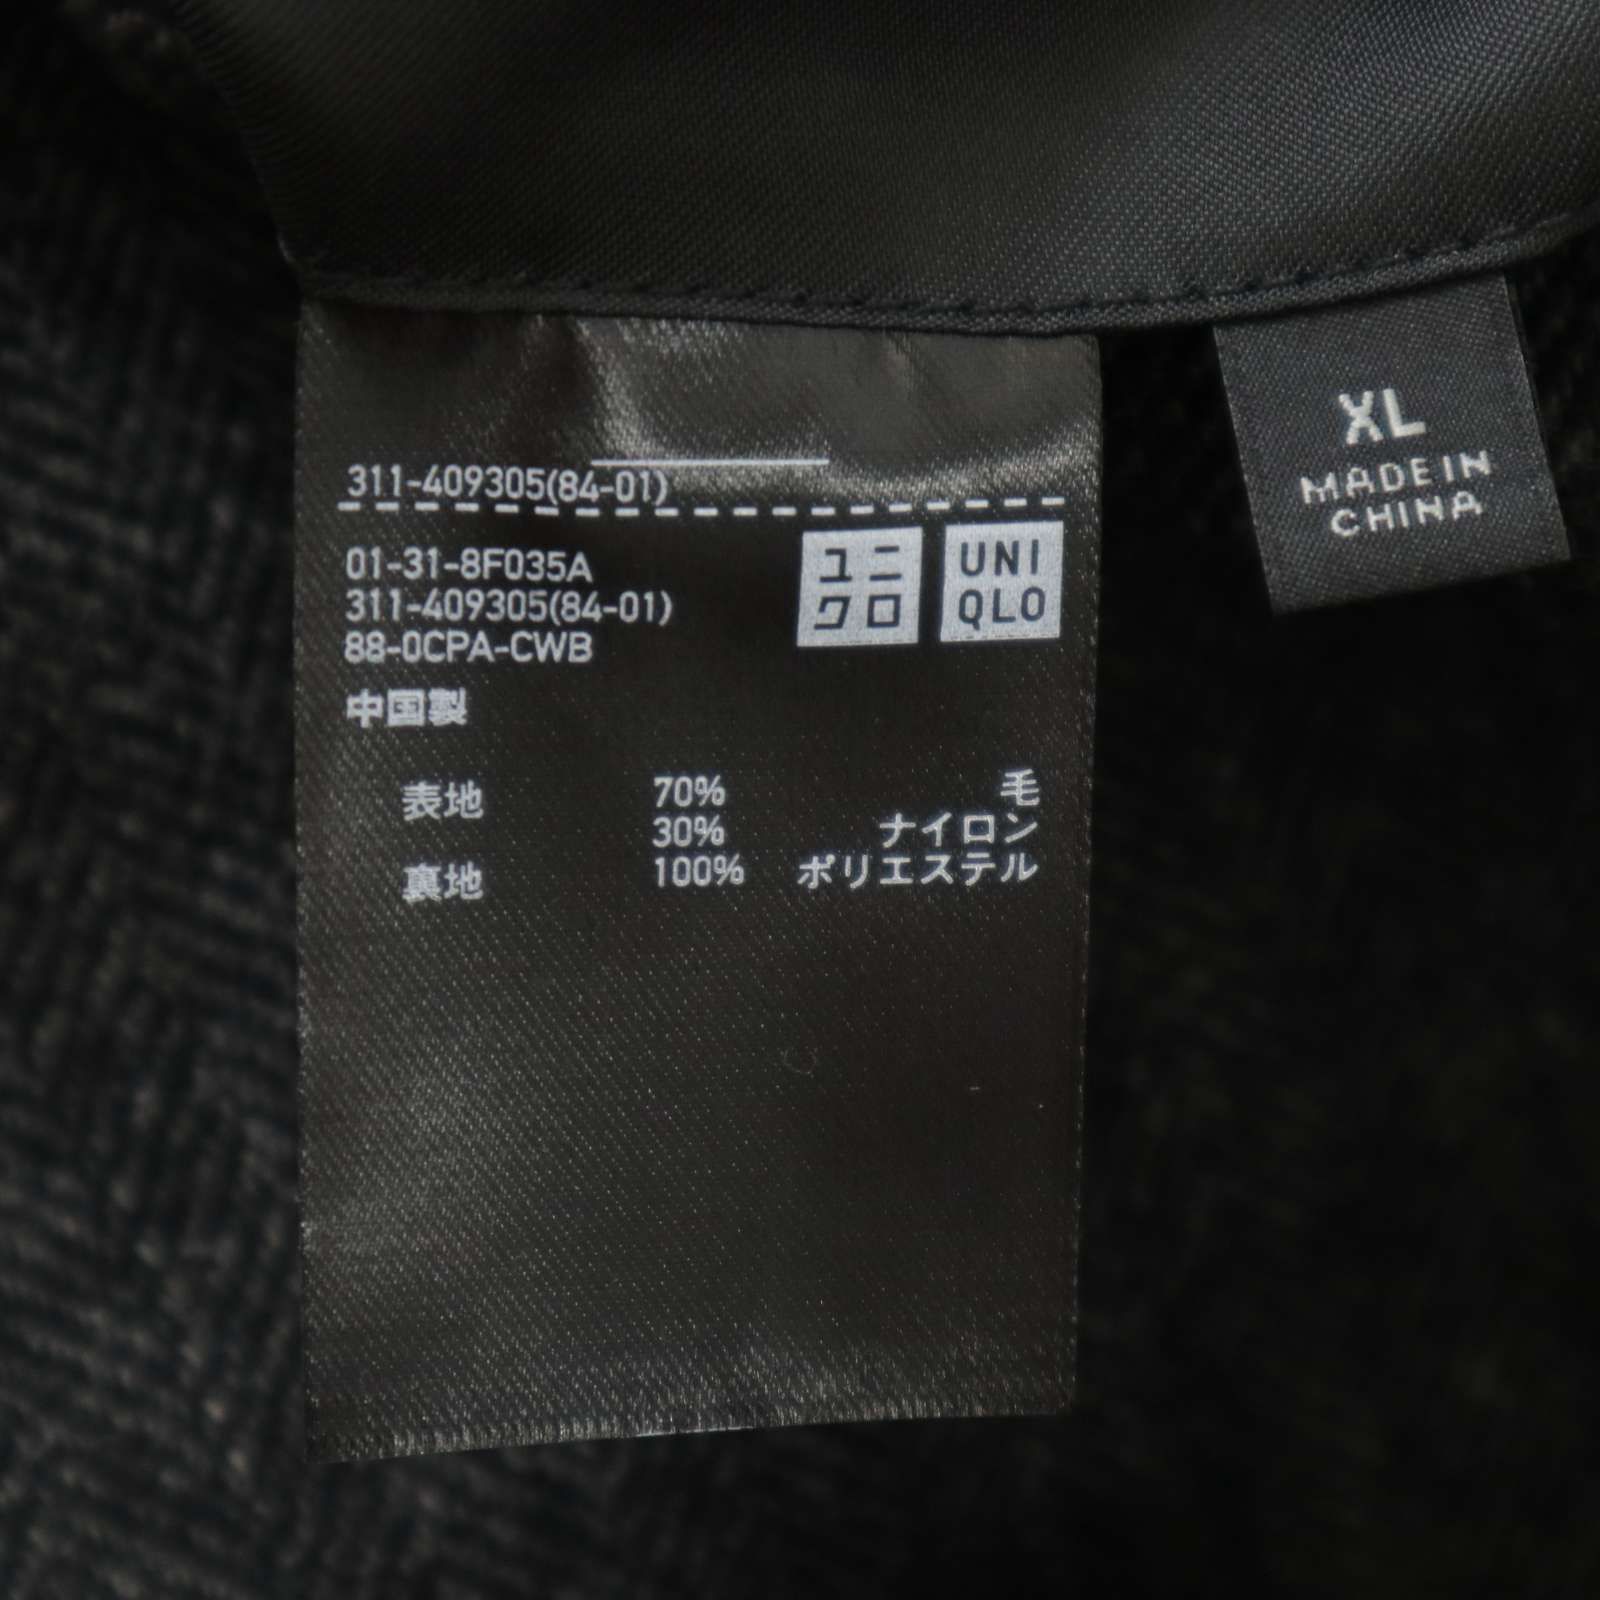 311-409305(84-01)
01-31-8F035A
311-409305(84-01)
88-0CPA-CWB
ユニ
クロ
UNI
QLO
中国製
表地 70% 毛
30% ナイロン
裏地 100% ポリエステル
XL
MADE IN
CHINA